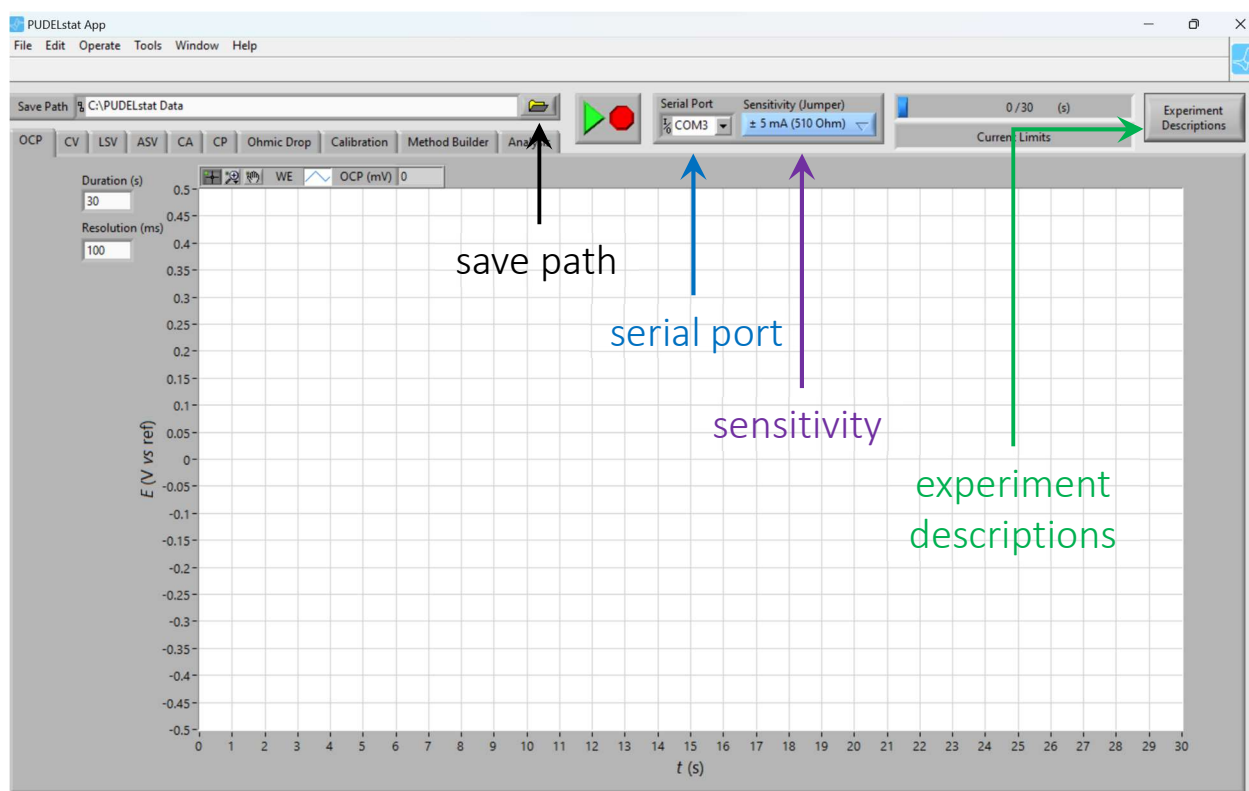 PUDELstat App
File Edit Operate Tools Window Help
Save Path C:\PUDELstat Data
Serial Port Sensitivity (Jumper)
COM3 ± 5 mA (510 Ohm)
0/30 (s)
Current Limits
Experiment
Descriptions
OCP CV LSV ASV CA CP Ohmic Drop Calibration Method Builder
Duration (s)
30
Resolution (ms)
100
WE OCP (mV) 0
0.5
0.45
0.4
0.35
0.3
0.25
0.2
0.15
0.1
0.05
0
-0.05
-0.1
-0.15
-0.2
-0.25
-0.3
-0.35
-0.4
-0.45
-0.5
E (V vs ref)
0 1 2 3 4 5 6 7 8 9 10 11 12 13 14 15 16 17 18 19 20 21 22 23 24 25 26 27 28 29 30
t (s)
save path
serial port
sensitivity
experiment
descriptions